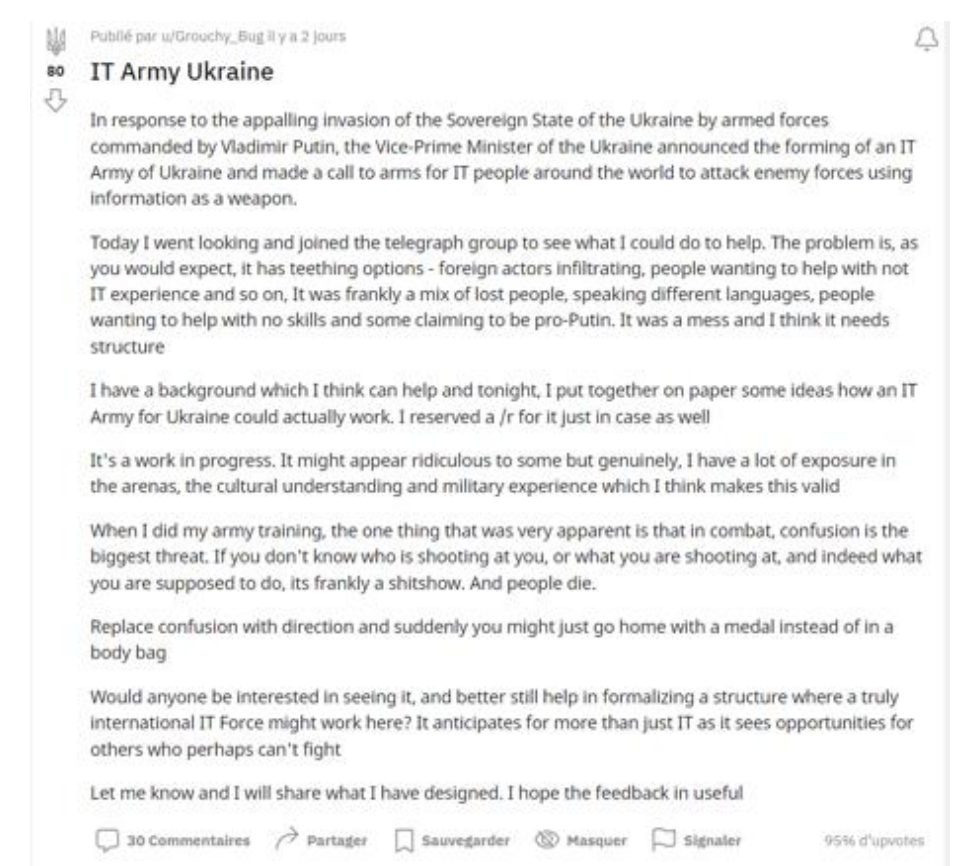 Publié par u/Grouchy_Bug il y a 2 jours
80
IT Army Ukraine
In response to the appalling invasion of the Sovereign State of the Ukraine by armed forces
commanded by Vladimir Putin, the Vice-Prime Minister of the Ukraine announced the forming of an IT
Army of Ukraine and made a call to arms for IT people around the world to attack enemy forces using
information as a weapon.
Today I went looking and joined the telegraph group to see what I could do to help. The problem is, as
you would expect, it has teething options - foreign actors infiltrating, people wanting to help with not
IT experience and so on, It was frankly a mix of lost people, speaking different languages, people
wanting to help with no skills and some claiming to be pro-Putin. It was a mess and I think it needs
structure
I have a background which I think can help and tonight, I put together on paper some ideas how an IT
Army for Ukraine could actually work. I reserved a /r for it just in case as well
It's a work in progress. It might appear ridiculous to some but genuinely, I have a lot of exposure in
the arenas, the cultural understanding and military experience which I think makes this valid
When I did my army training, the one thing that was very apparent is that in combat, confusion is the
biggest threat. If you don't know who is shooting at you, or what you are shooting at, and indeed what
you are supposed to do, its frankly a shitshow. And people die.
Replace confusion with direction and suddenly you might just go home with a medal instead of in a
body bag
Would anyone be interested in seeing it, and better still help in formalizing a structure where a truly
international IT Force might work here? It anticipates for more than just IT as it sees opportunities for
others who perhaps can't fight
Let me know and I will share what I have designed. I hope the feedback in useful
30 Commentaires Partager Sauvegarder Masquer Signaler 95% d'upvotes